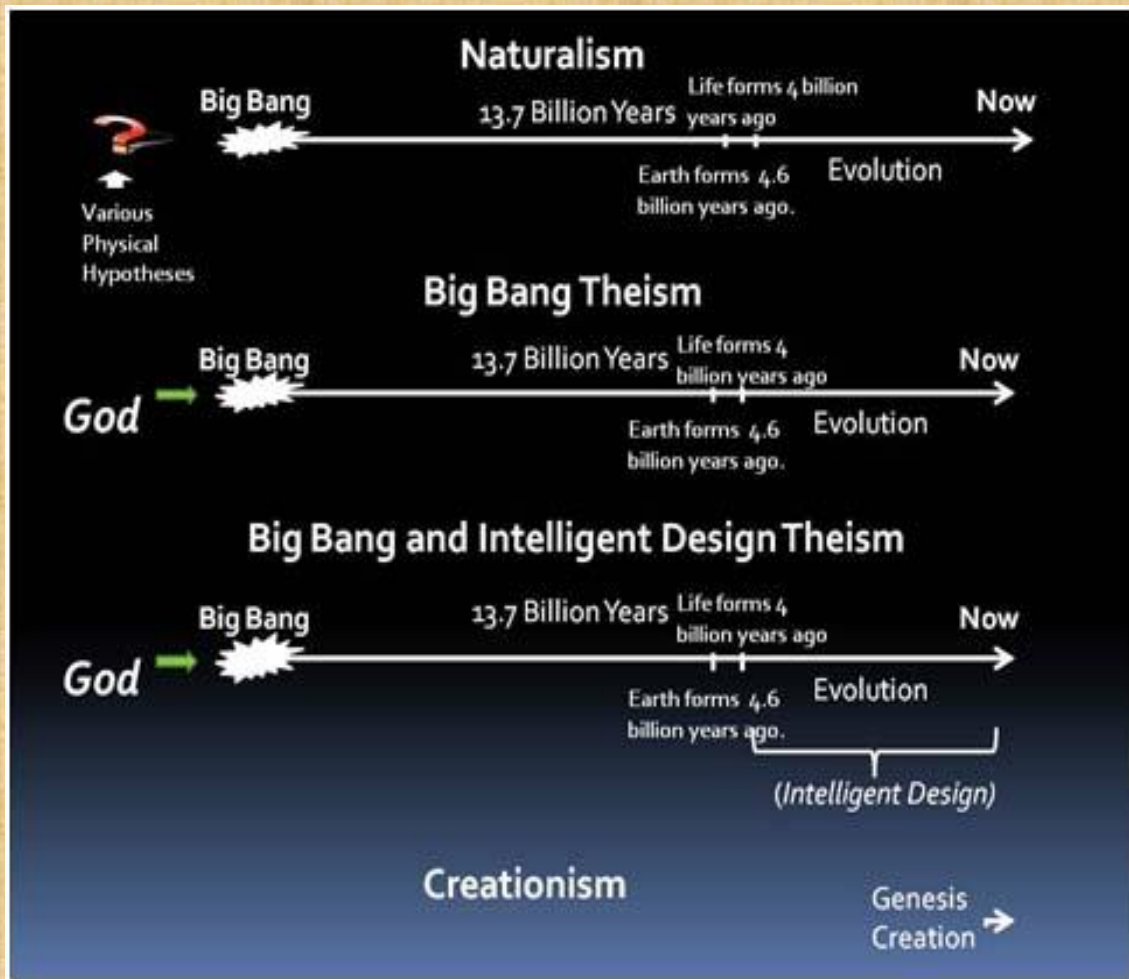 Naturalism
Big Bang
13.7 Billion Years
Life forms 4 billion
years ago
Now
?
Various
Physical
Hypotheses
Earth forms 4.6
billion years ago.
Evolution
Big Bang Theism
Big Bang
13.7 Billion Years
Life forms 4
billion years ago
Now
God
Earth forms 4.6
billion years ago.
Evolution
Big Bang and Intelligent Design Theism
Big Bang
13.7 Billion Years
Life forms 4
billion years ago
Now
God
Earth forms 4.6
billion years ago.
Evolution
(Intelligent Design)
Creationism
Genesis
Creation